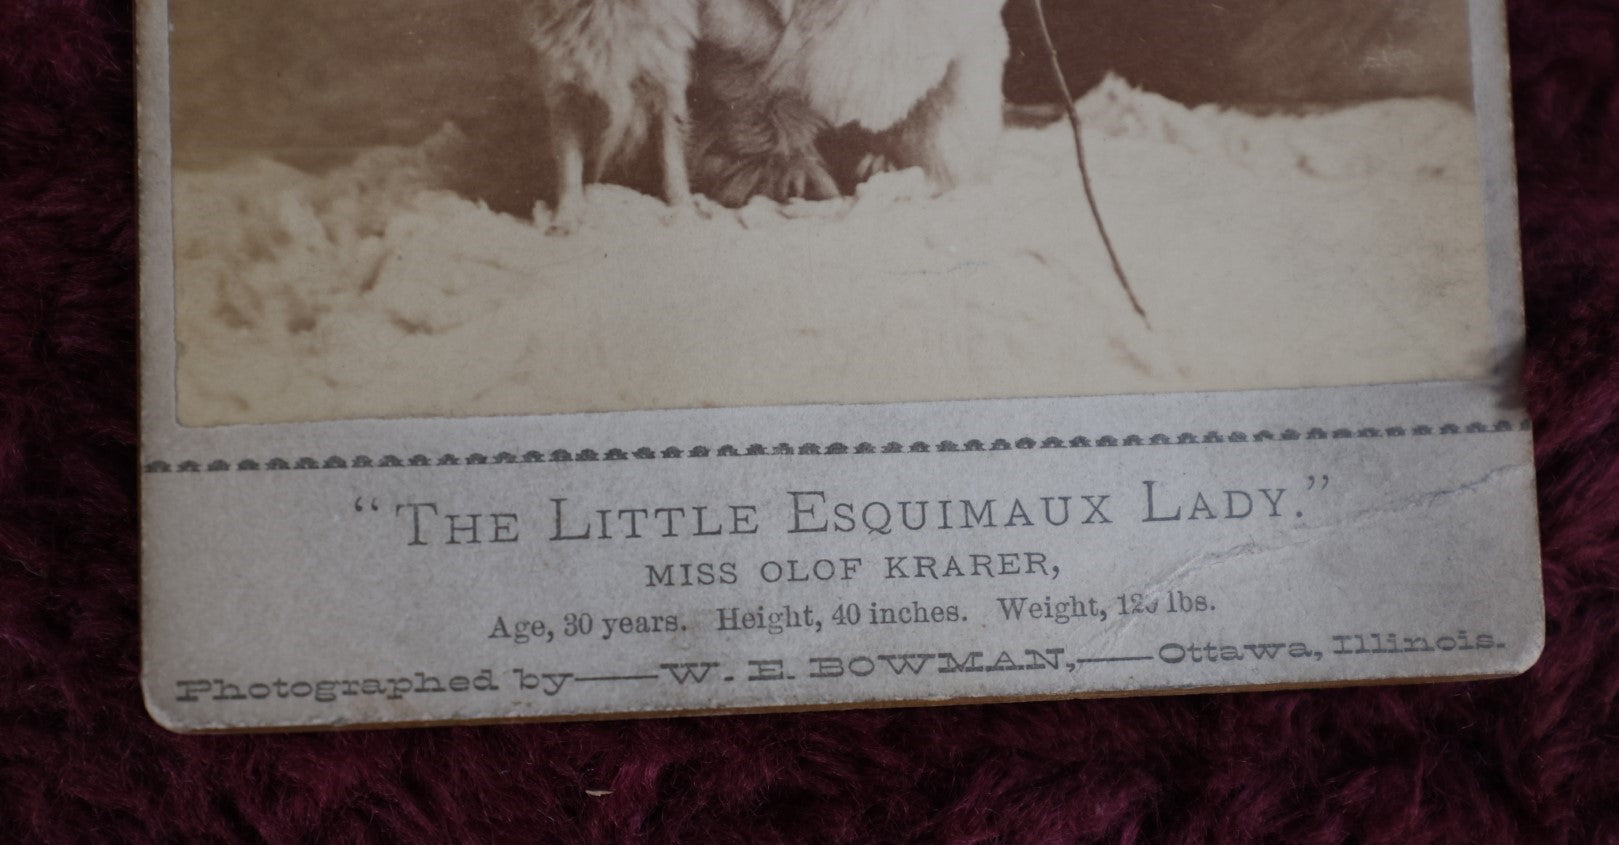 “THE LITTLE ESQUIMAUX LADY.”
MISS OLOF KRARER,
Age, 30 years. Height, 40 inches. Weight, lbs.
Photographed by——W. E. BOWMAN,——Ottawa, Illinois.